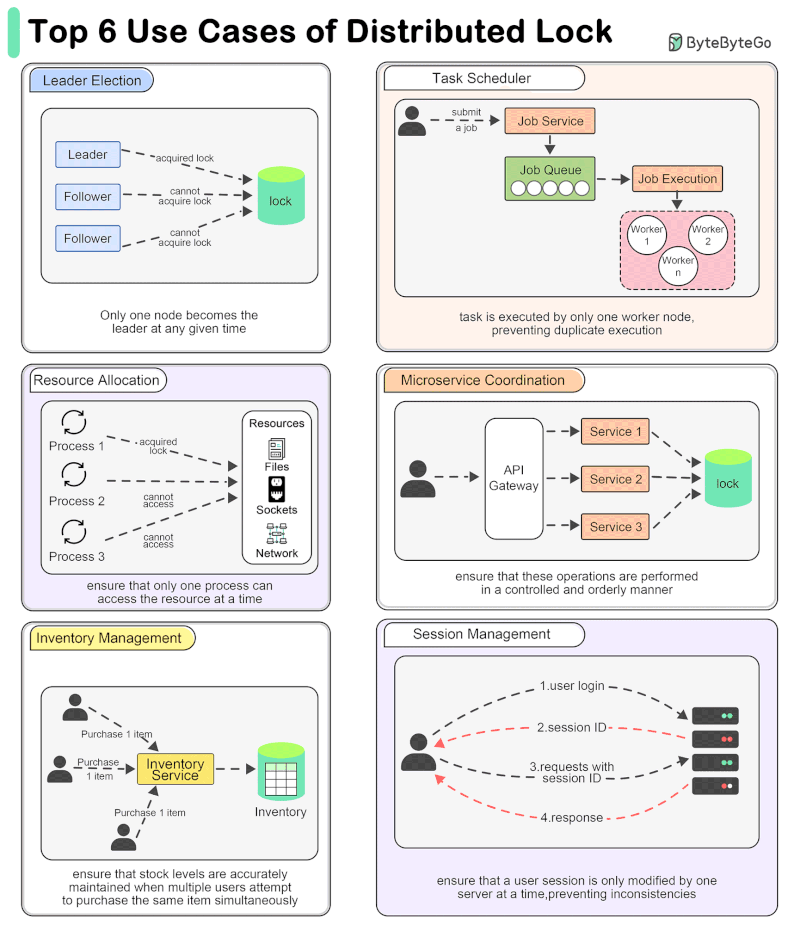 Top 6 Use Cases of Distributed Lock
ByteByteGo
Leader Election
Leader
acquired lock
Follower
cannot
acquire lock
Follower
cannot
acquire lock
lock
Only one node becomes the
leader at any given time
Task Scheduler
submit
a job
Job Service
Job Queue
Job Execution
Worker
1
Worker
2
Worker
n
task is executed by only one worker node,
preventing duplicate execution
Resource Allocation
Process 1
acquired
lock
Process 2
cannot
access
Process 3
cannot
access
Resources
Files
Sockets
Network
ensure that only one process can
access the resource at a time
Microservice Coordination
API
Gateway
Service 1
Service 2
Service 3
lock
ensure that these operations are performed
in a controlled and orderly manner
Inventory Management
Purchase 1 item
Purchase
1 item
Purchase 1 item
Inventory
Service
Inventory
ensure that stock levels are accurately
maintained when multiple users attempt
to purchase the same item simultaneously
Session Management
1.user login
2.session ID
3.requests with
session ID
4.response
ensure that a user session is only modified by one
server at a time,preventing inconsistencies